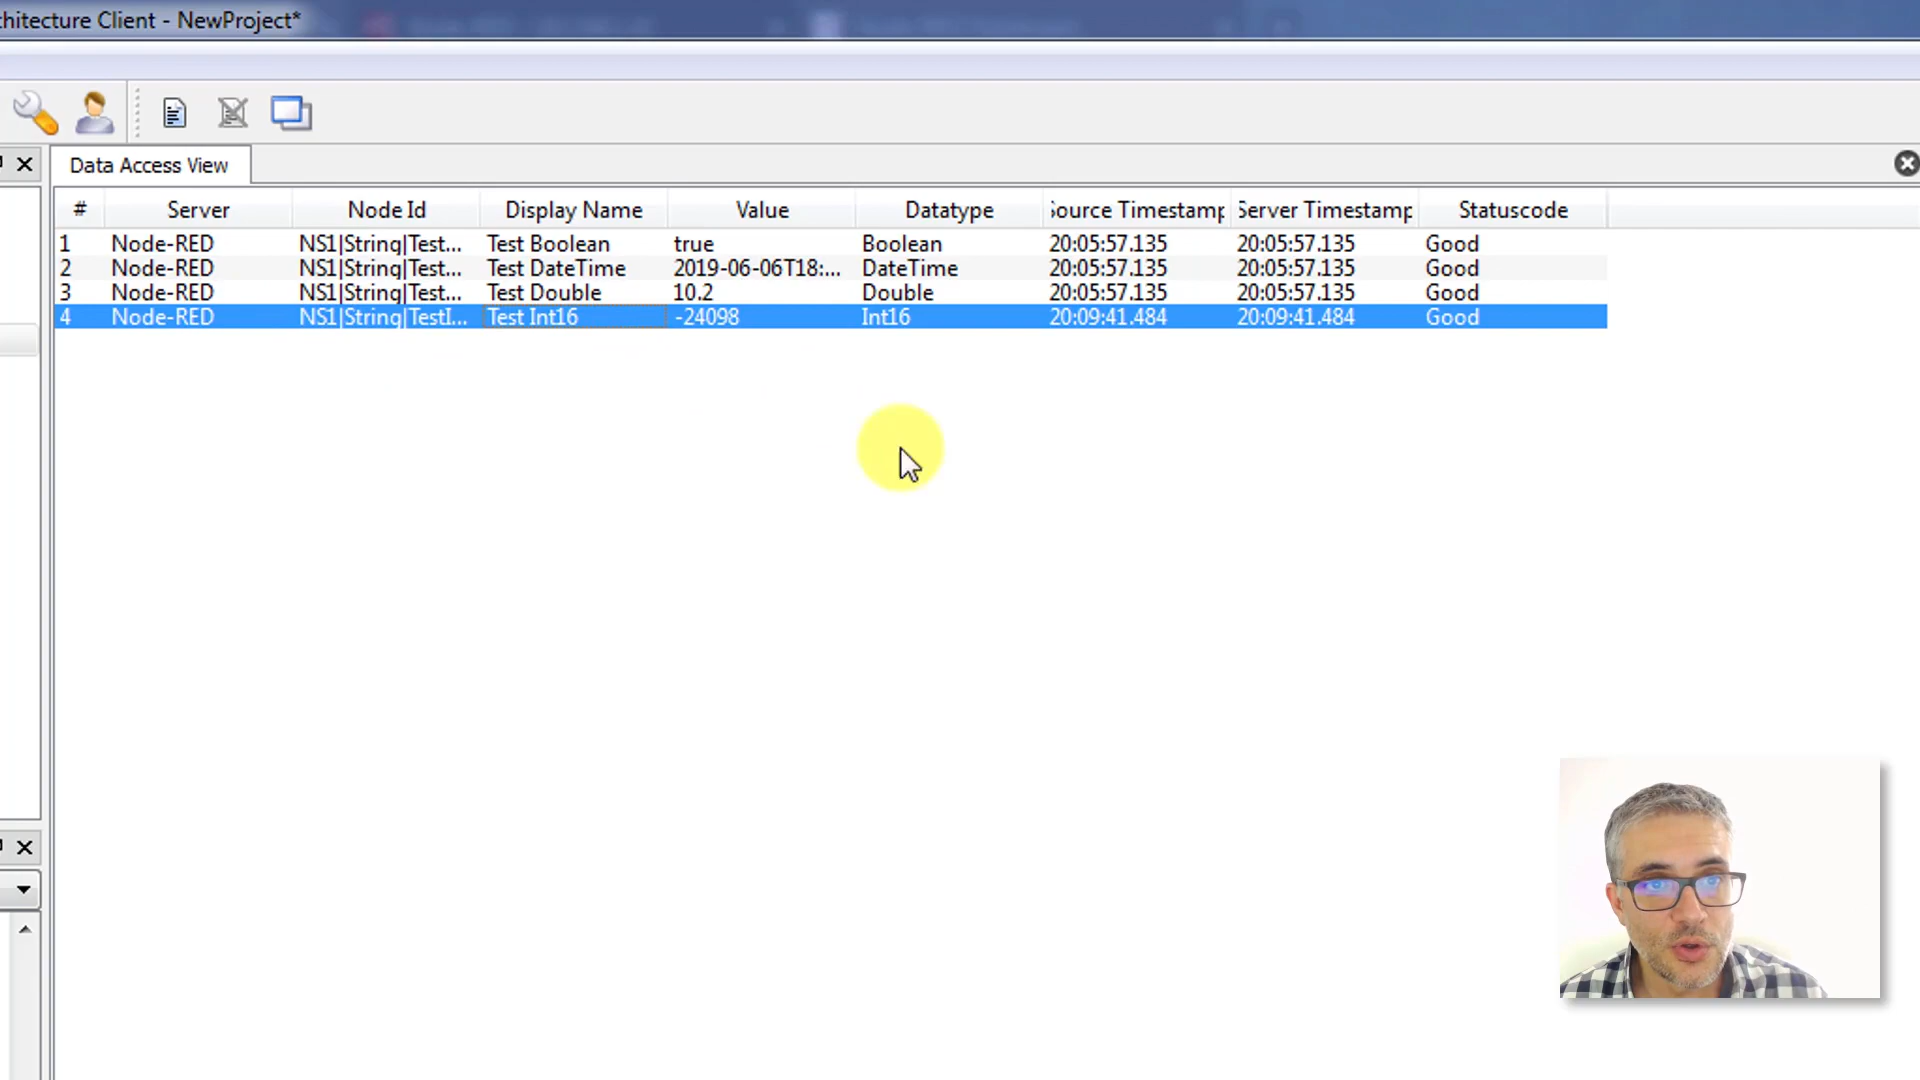 hitecture Client - NewProject*
Data Access View
# Server Node Id Display Name Value Datatype Source Timestamp Server Timestamp Statuscode
1 Node-RED NS1|String|Test... Test Boolean true Boolean 20:05:57.135 20:05:57.135 Good
2 Node-RED NS1|String|Test... Test DateTime 2019-06-06T18:... DateTime 20:05:57.135 20:05:57.135 Good
3 Node-RED NS1|String|Test... Test Double 10.2 Double 20:05:57.135 20:05:57.135 Good
4 Node-RED NS1|String|TestI... Test Int16 -24098 Int16 20:09:41.484 20:09:41.484 Good